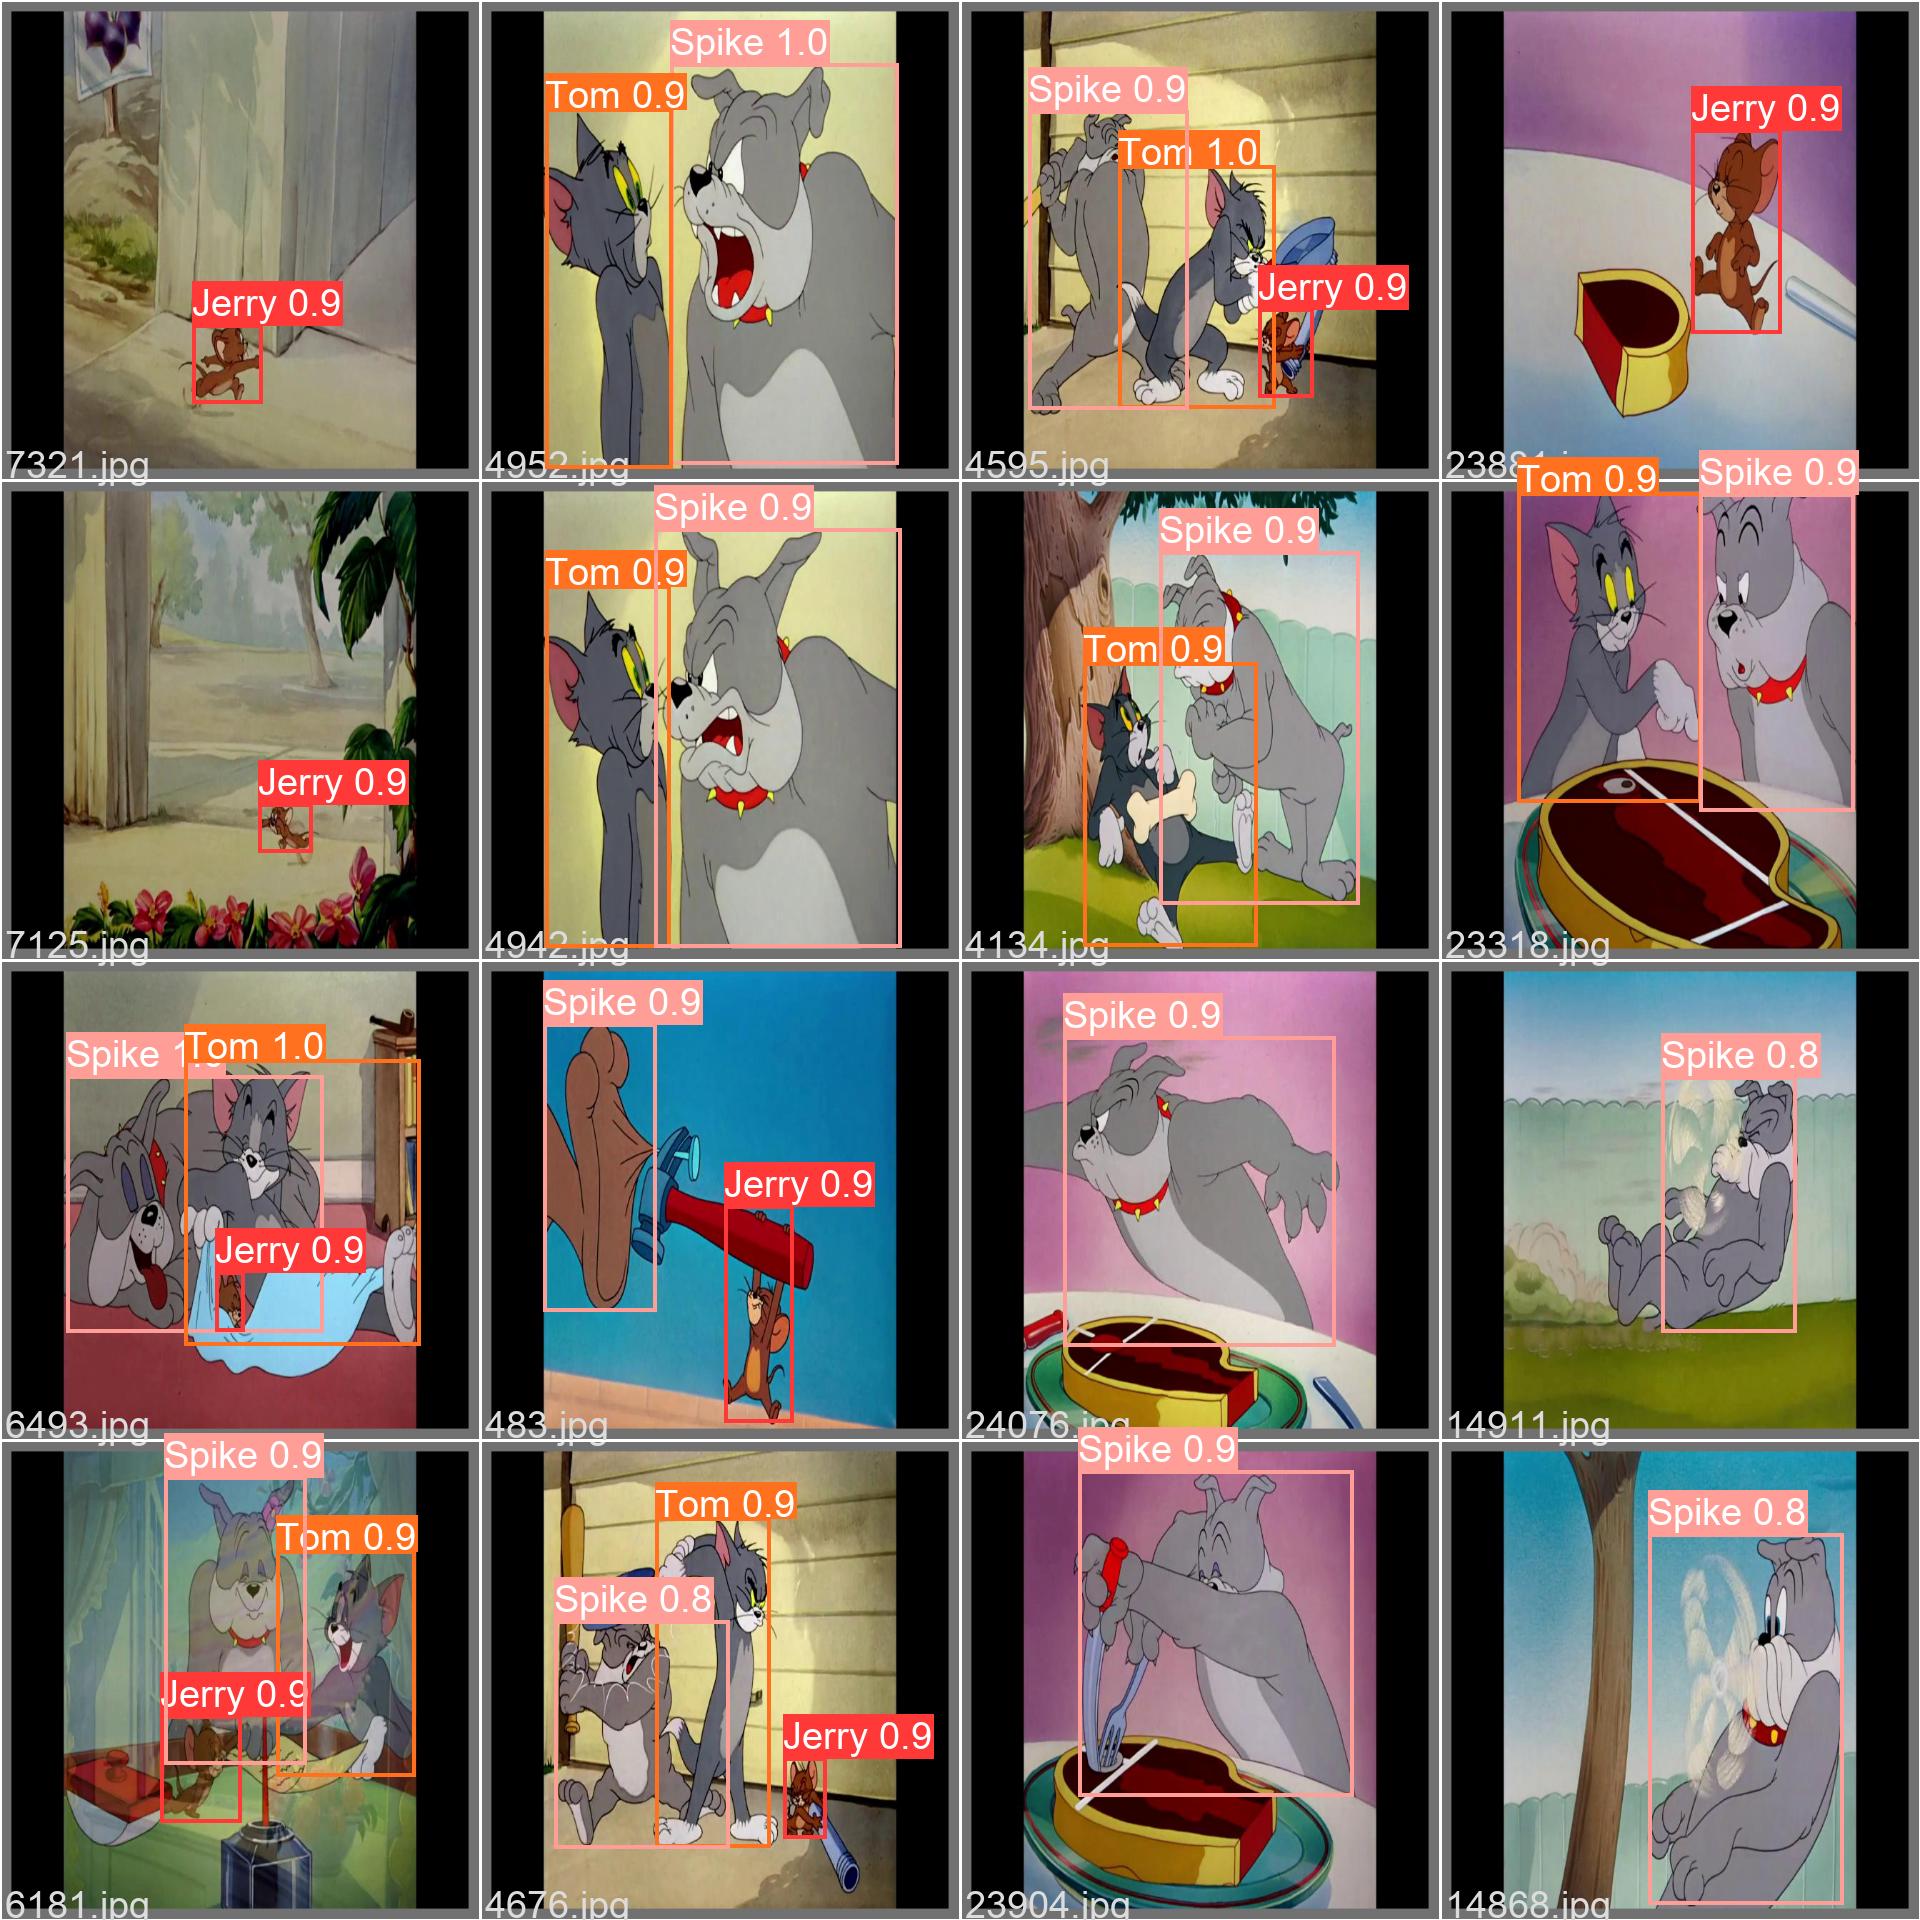 Jerry 0.9
7321.jpg
Spike 1.0
Tom 0.9
4952.jpg
Spike 0.9
Tom 1.0
Jerry 0.9
4595.jpg
Jerry 0.9
Jerry 0.9
7125.jpg
Spike 0.9
Tom 0.9
4942.jpg
Spike 0.9
Tom 0.9
4134.jpg
Tom 0.9
Spike 0.9
23318.jpg
Spike
Tom 1.0
Jerry 0.9
6493.jpg
Spike 0.9
Jerry 0.9
483.jpg
Spike 0.9
24076.jpg
Spike 0.8
14911.jpg
Spike 0.9
Tom 0.9
Jerry 0.9
6181.jpg
Tom 0.9
Spike 0.8
Jerry 0.9
4676.jpg
Spike 0.9
23904.jpg
Spike 0.8
14868.jpg